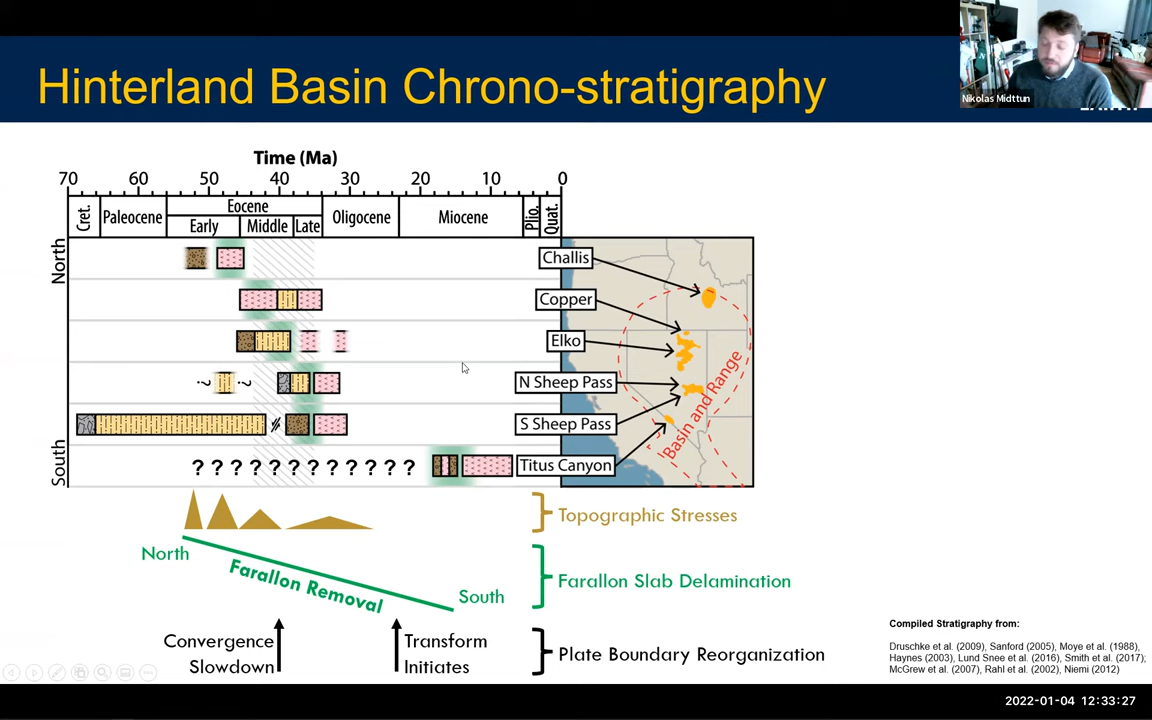 Hinterland Basin Chrono-stratigraphy
Nikolas Midttun
Time (Ma)
70 60 50 40 30 20 10 0
Cret. Paleocene Eocene Oligocene Miocene Plio. Quat.
Early Middle Late
North
Challis
Copper
Elko
? ? N Sheep Pass
S Sheep Pass
South
? ? ? ? ? ? ? ? ? ? ? ? Titus Canyon
Basin and Range
Topographic Stresses
North
Farallon Removal
South
Farallon Slab Delamination
Convergence
Slowdown
Transform
Initiates
Plate Boundary Reorganization
Compiled Stratigraphy from:
Druschke et al. (2009), Sanford (2005), Moye et al. (1988),
Haynes (2003), Lund Snee et al. (2016), Smith et al. (2017);
McGrew et al. (2007), Rahl et al. (2002), Niemi (2012)
2022-01-04 12:33:27